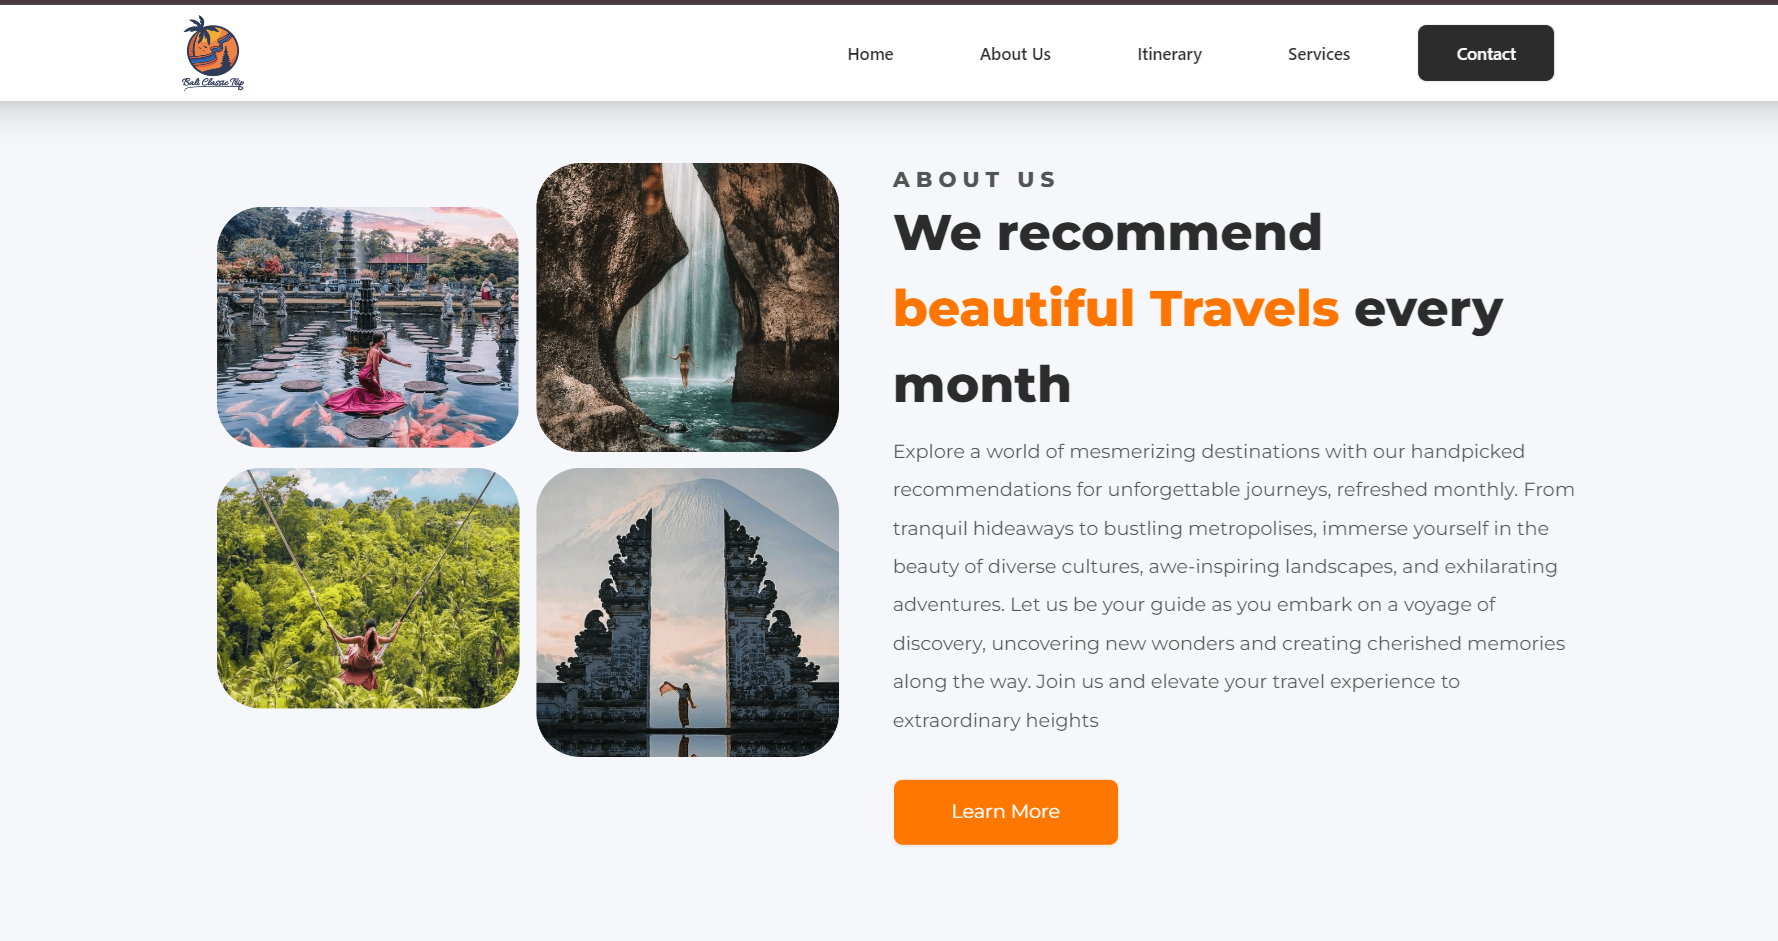 Bali Classic Trip
Home
About Us
Itinerary
Services
Contact
ABOUT US
We recommend
beautiful Travels every
month
Explore a world of mesmerizing destinations with our handpicked
recommendations for unforgettable journeys, refreshed monthly. From
tranquil hideaways to bustling metropolises, immerse yourself in the
beauty of diverse cultures, awe-inspiring landscapes, and exhilarating
adventures. Let us be your guide as you embark on a voyage of
discovery, uncovering new wonders and creating cherished memories
along the way. Join us and elevate your travel experience to
extraordinary heights
Learn More